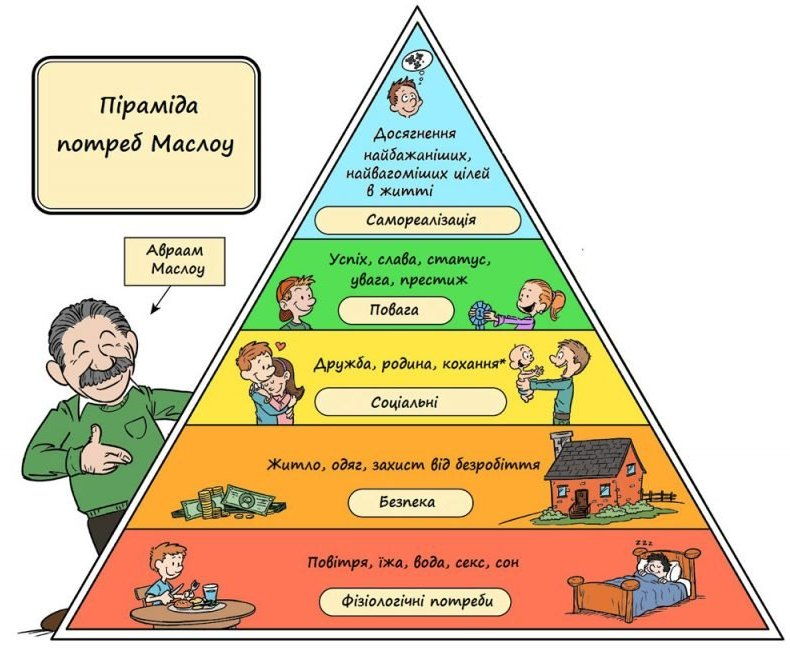 Піраміда
потреб Маслоу
Авраам
Маслоу
Досягнення
найбажаніших,
найвагоміших цілей
в житті
Самореалізація
Успіх, слава, статус,
увага, престиж
Повага
Дружба, родина, кохання*
Соціальні
Житло, одяг, захист від безробіття
Безпека
Повітря, їжа, вода, секс, сон
zzz
Фізіологічні потреби